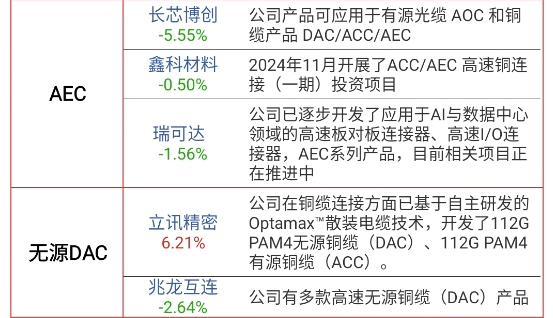 AEC
长芯博创
-5.55%
公司产品可应用于有源光缆 AOC 和铜
缆产品 DAC/ACC/AEC
鑫科材料
-0.50%
2024年11月开展了ACC/AEC 高速铜连
接（一期）投资项目
瑞可达
-1.56%
公司已逐步开发了应用于AI与数据中心
领域的高速板对板连接器、高速I/O连
接器，AEC系列产品，目前相关项目正
在推进中
无源DAC
立讯精密
6.21%
公司在铜缆连接方面已基于自主研发的
Optamax™散装电缆技术，开发了112G
PAM4无源铜缆（DAC）、112G PAM4
有源铜缆（ACC）。
兆龙互连
-2.64%
公司有多款高速无源铜缆（DAC）产品